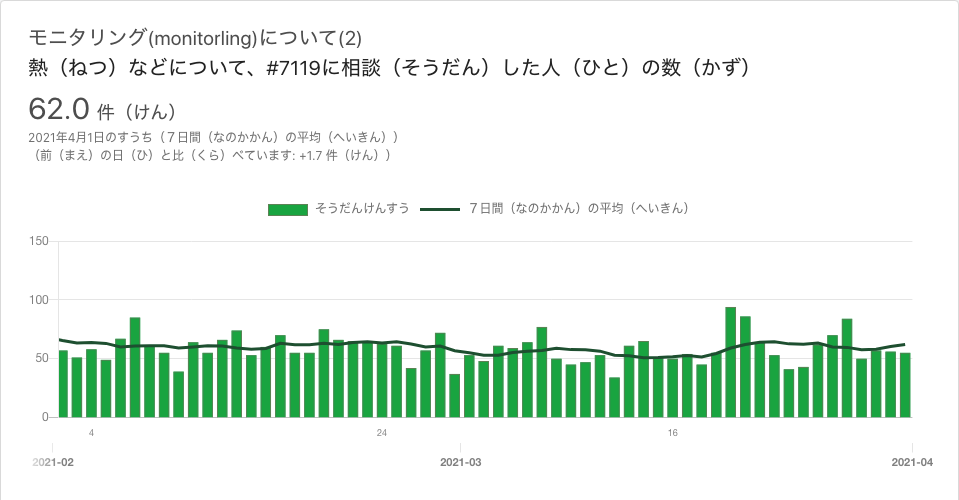 モニタリング(monitorling)について(2)
熱（ねつ）などについて、#7119に相談（そうだん）した人（ひと）の数（かず）
62.0 件（けん）
2021年4月1日のすうち（７日間（なのかかん）の平均（へいきん））
（前（まえ）の日（ひ）と比（くら）べています: +1.7 件（けん））
そうだんけんすう ７日間（なのかかん）の平均（へいきん）
150
100
50
0
4 24 16
2021-02 2021-03 2021-04